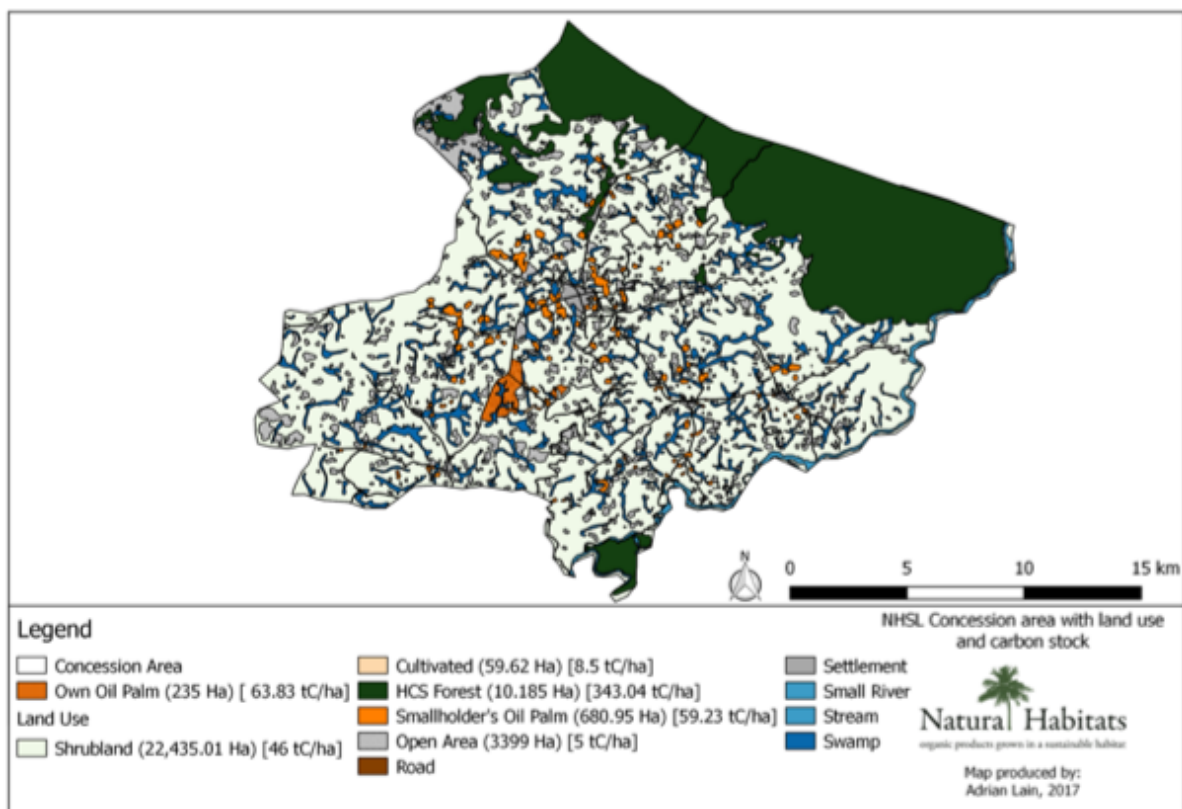 N
0 5 10 15 km
Legend
Concession Area
Own Oil Palm (235 Ha) [ 63.83 tC/ha]
Land Use
Shrubland (22,435.01 Ha) [46 tC/ha]
Cultivated (59.62 Ha) [8.5 tC/ha]
HCS Forest (10.185 Ha) [343.04 tC/ha]
Smallholder's Oil Palm (680.95 Ha) [59.23 tC/ha]
Open Area (3399 Ha) [5 tC/ha]
Road
Settlement
Small River
Stream
Swamp
NHSL Concession area with land use
and carbon stock
Natural Habitats
organic products grown in a sustainable habitat
Map produced by:
Adrian Lain, 2017